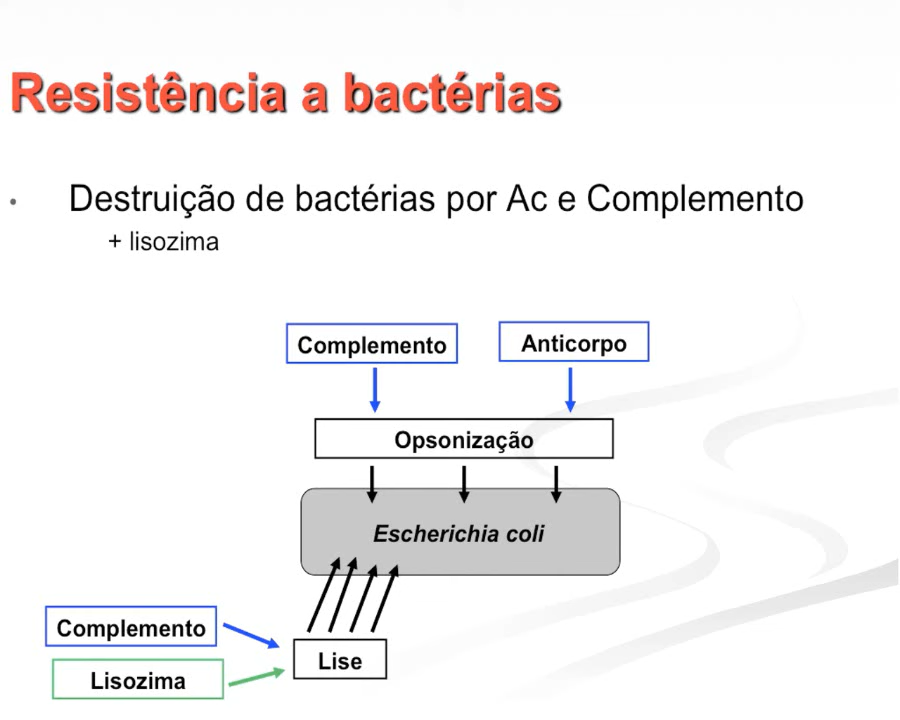 Resistência a bactérias
• Destruição de bactérias por Ac e Complemento
+ lisozima
Complemento
Anticorpo
Opsonização
Escherichia coli
Complemento
Lise
Lisozima